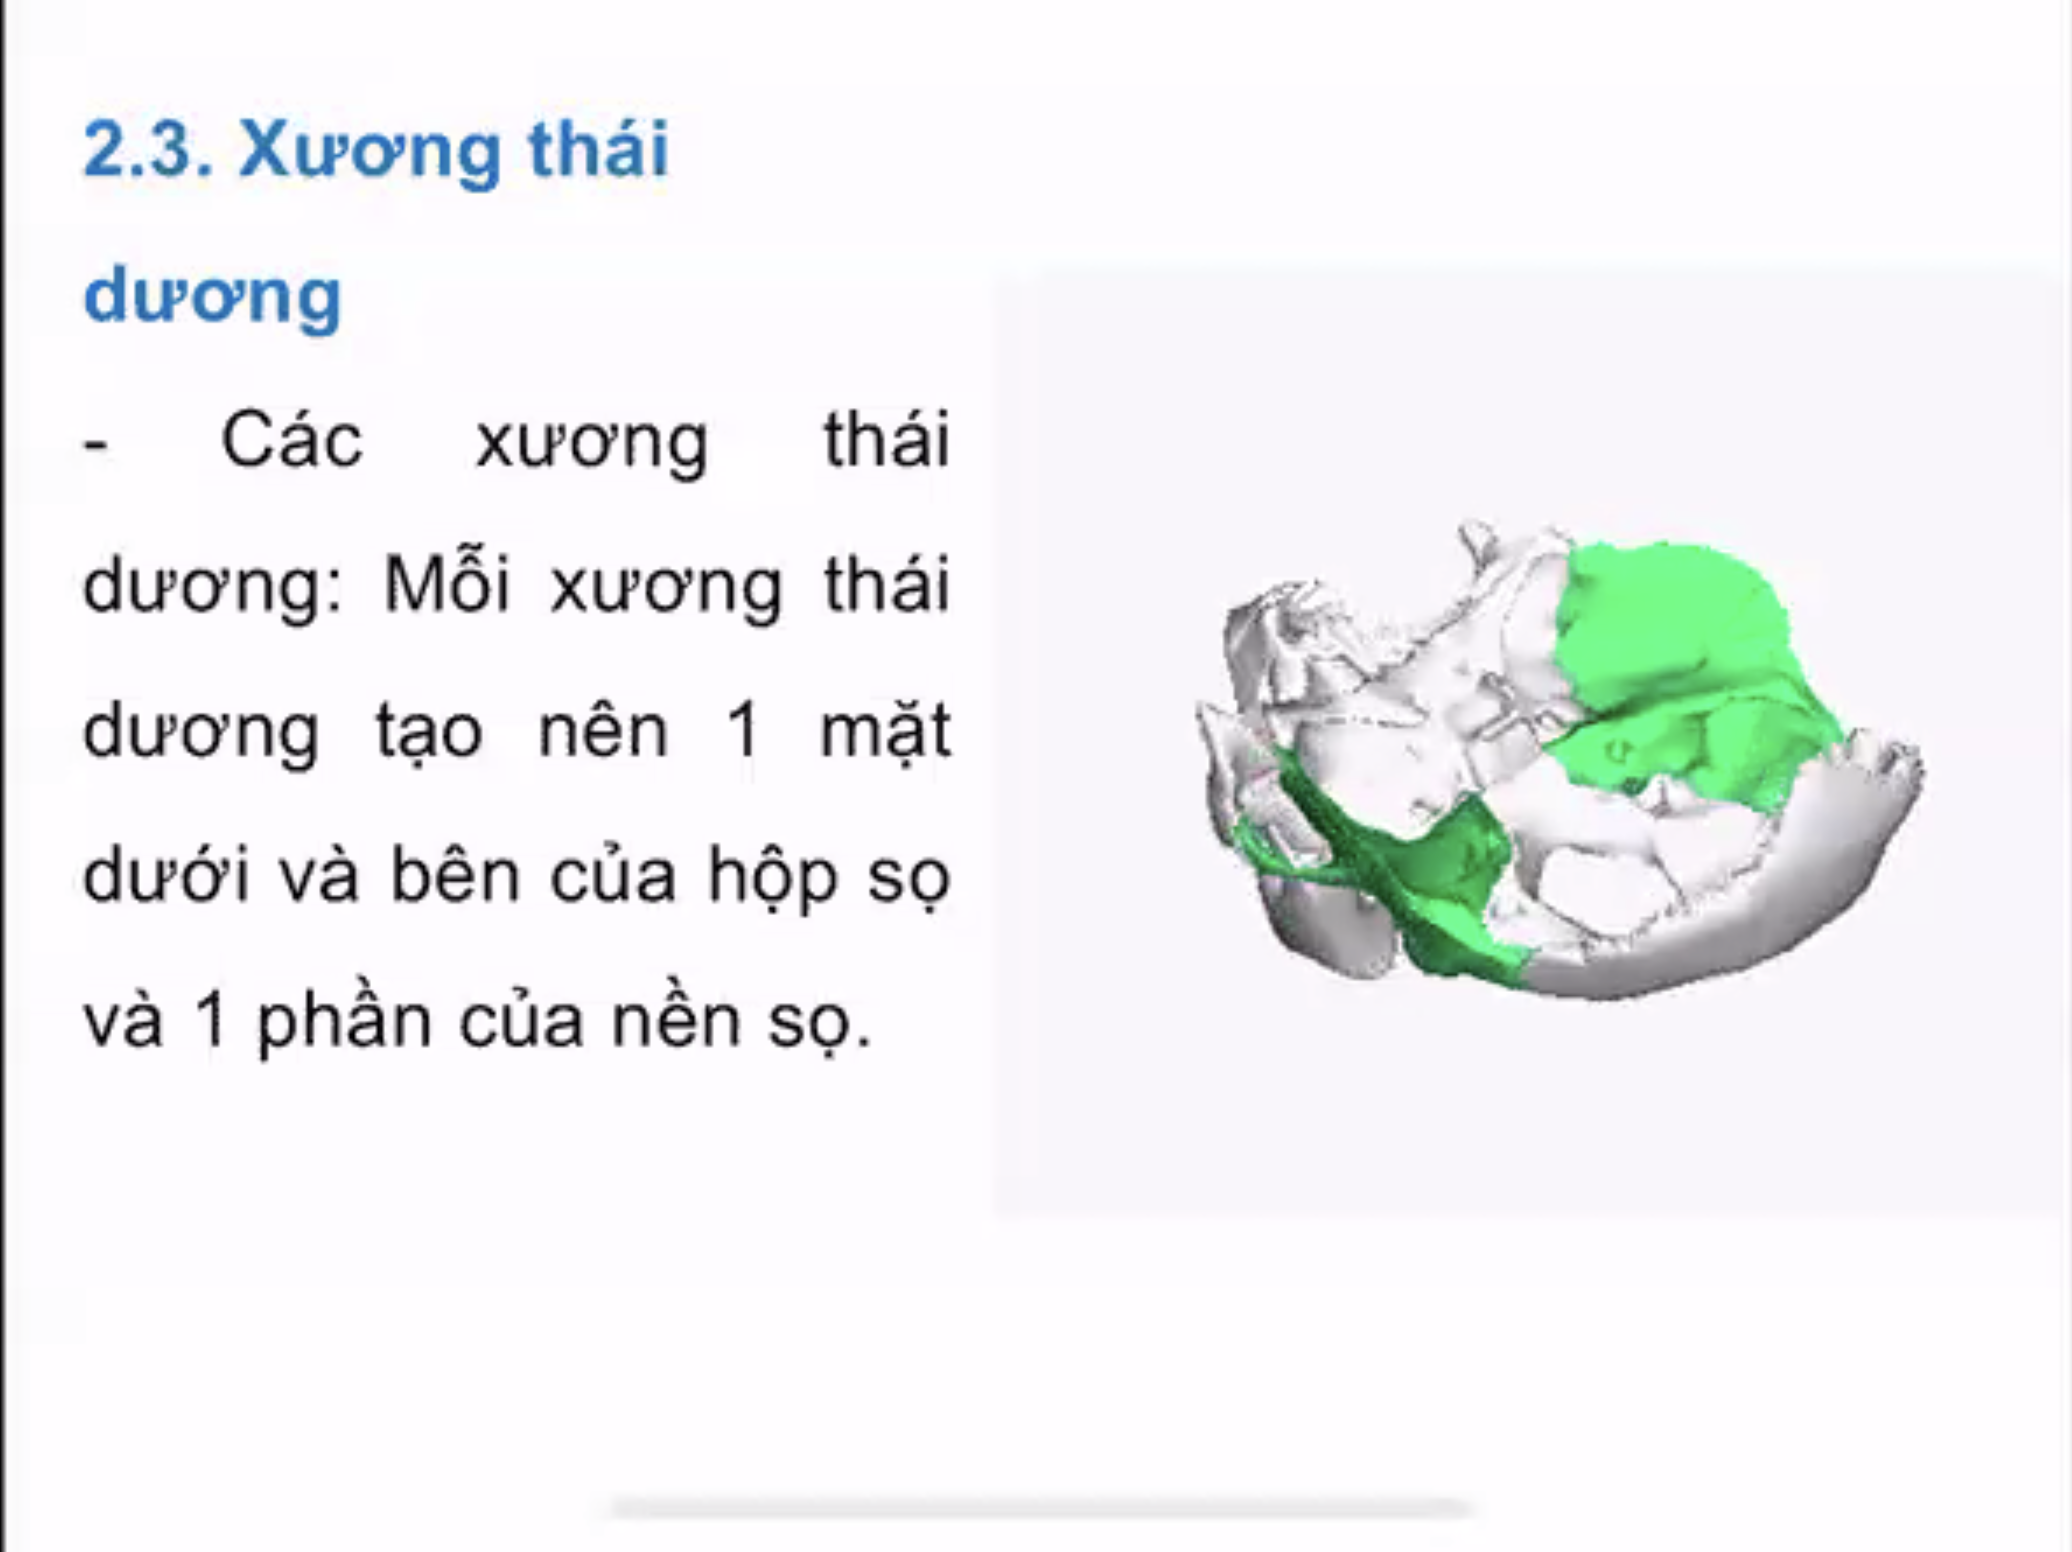 2.3. Xương thái
dương
- Các xương thái
dương: Mỗi xương thái
dương tạo nên 1 mặt
dưới và bên của hộp sọ
và 1 phần của nền sọ.